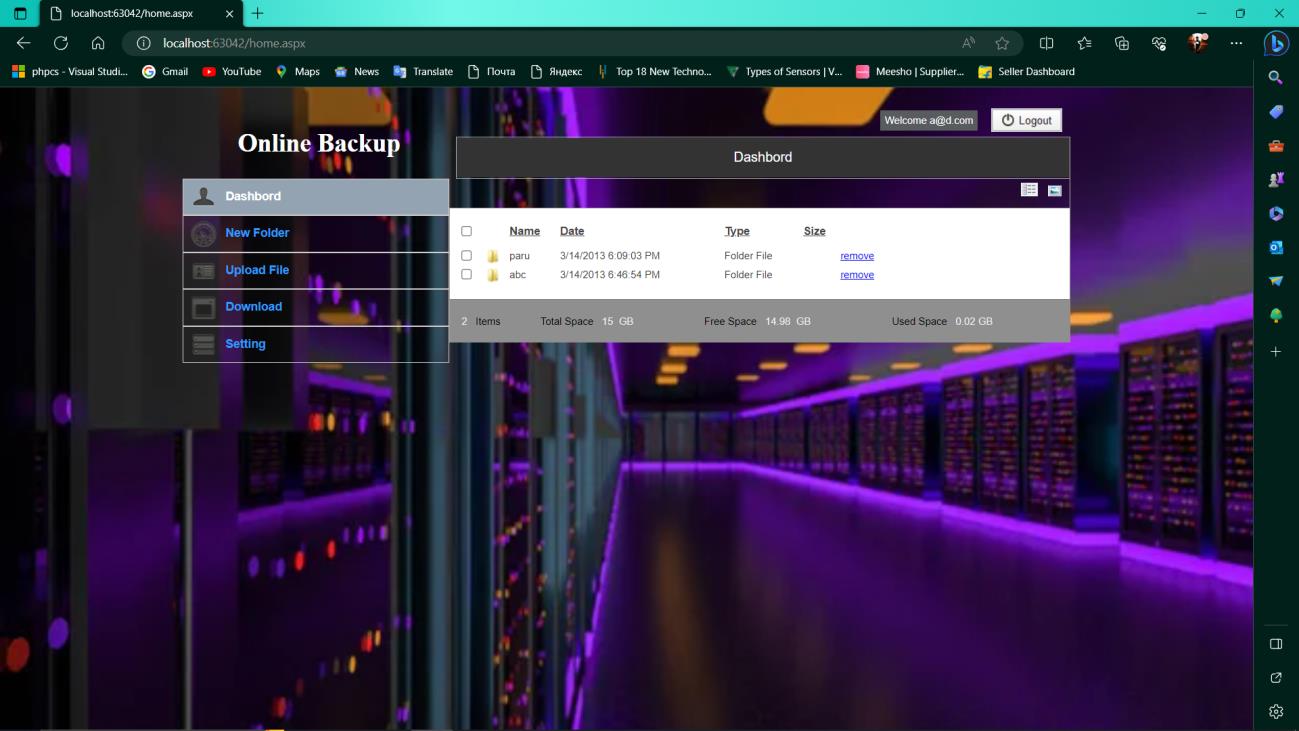 localhost:63042/home.aspx
localhost:63042/home.aspx
phpcs - Visual Studi... Gmail YouTube Maps News Translate Почта Яндекс Top 18 New Techno... Types of Sensors | V... Meesho | Supplier... Seller Dashboard
Welcome a@d.com Logout
Online Backup
Dashbord
Dashbord
New Folder
Upload File
Download
Setting
Name Date Type Size
paru 3/14/2013 6:09:03 PM Folder File remove
abc 3/14/2013 6:46:54 PM Folder File remove
2 Items Total Space 15 GB Free Space 14.98 GB Used Space 0.02 GB